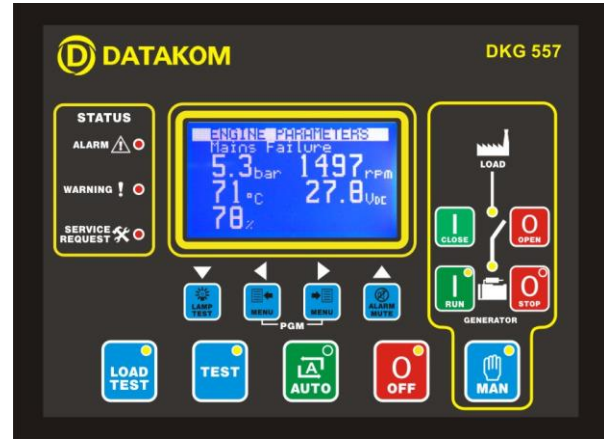 D DATAKOM
DKG 557
STATUS
ALARM
WARNING !
SERVICE
REQUEST
ENGINE PARAMETERS
Mains Failure
5.3bar 1497rpm
71°C 27.8VDC
78%
LAMP
TEST
MENU
MENU
ALARM
MUTE
PGM
LOAD
I
CLOSE
O
OPEN
I
RUN
O
STOP
GENERATOR
LOAD
TEST
TEST
A
AUTO
O
OFF
MAN